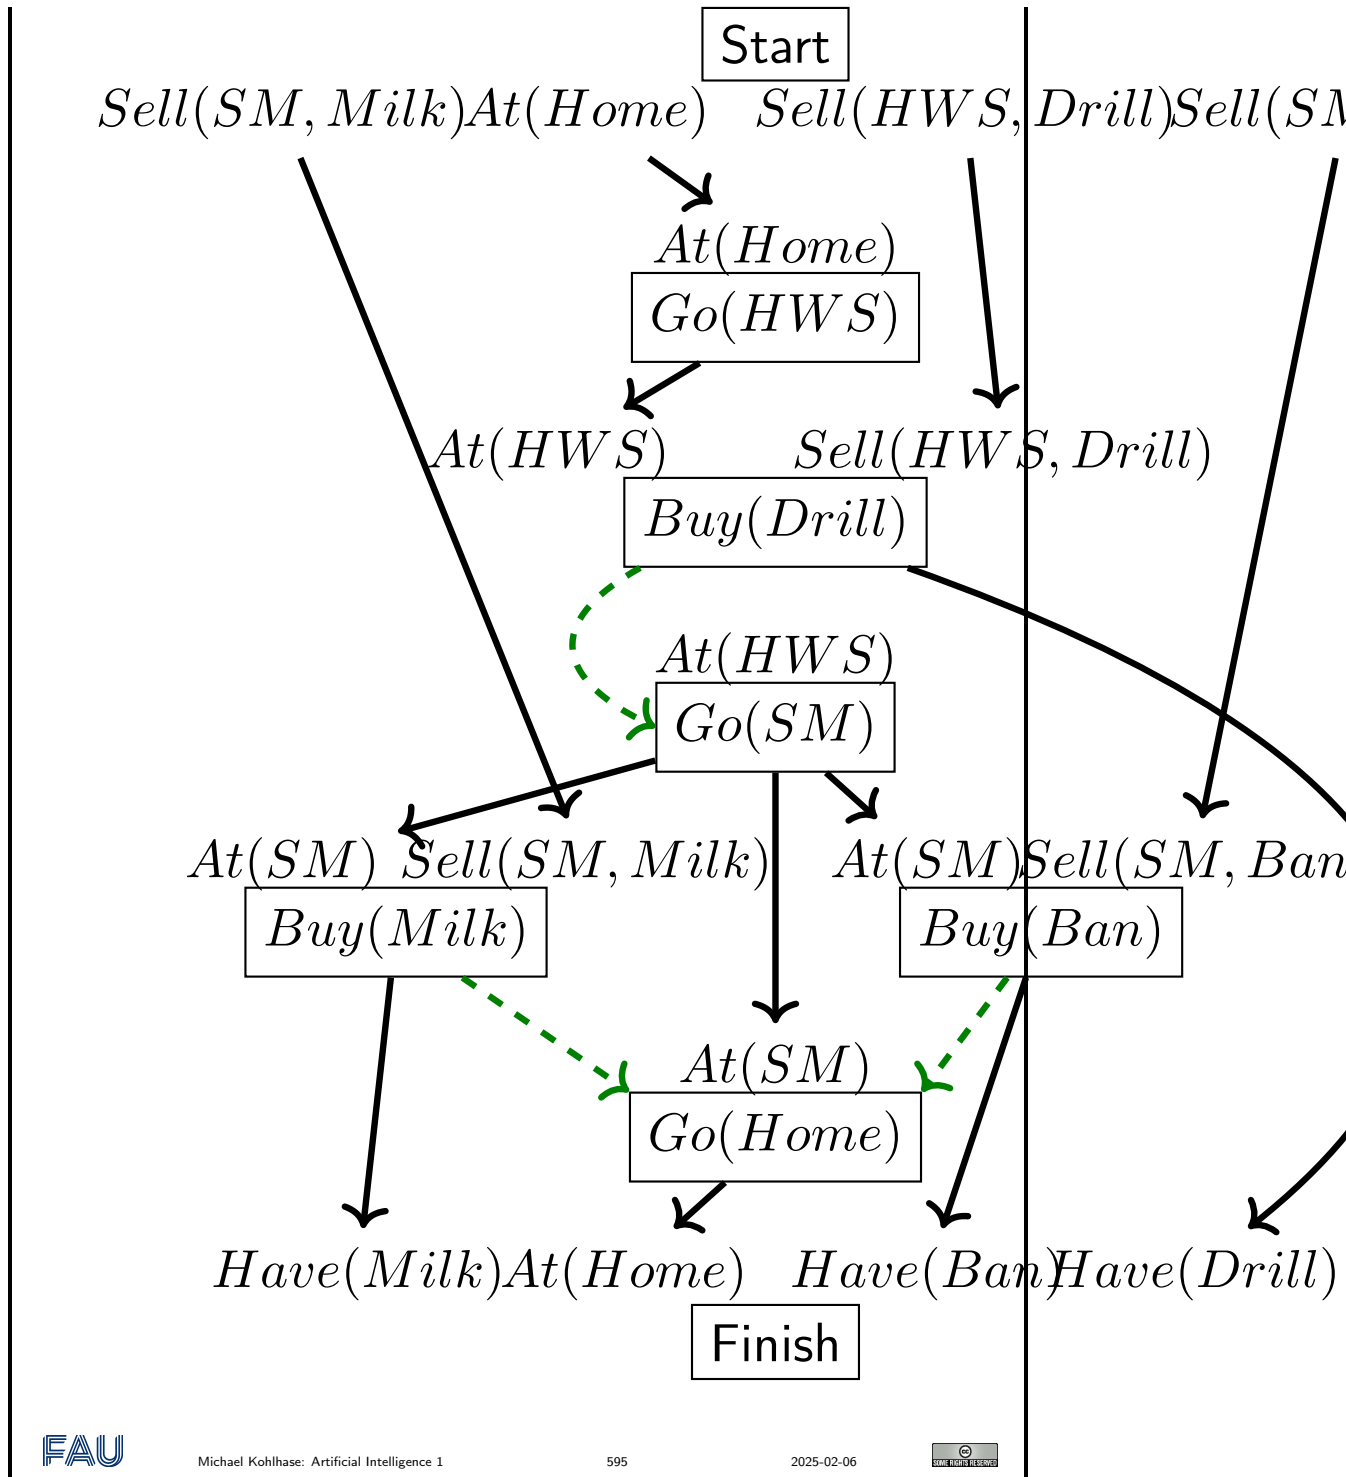 Start
Sell(SM, Milk) At(Home) Sell(HWS, Drill) Sell(SM
At(Home)
Go(HWS)
At(HWS) Sell(HWS, Drill)
Buy(Drill)
At(HWS)
Go(SM)
At(SM) Sell(SM, Milk) At(SM) Sell(SM, Ban
Buy(Milk) Buy(Ban)
At(SM)
Go(Home)
Have(Milk) At(Home) Have(Ban) Have(Drill)
Finish
FAU Michael Kohlhase: Artificial Intelligence 1 595 2025-02-06 cc SOME RIGHTS RESERVED